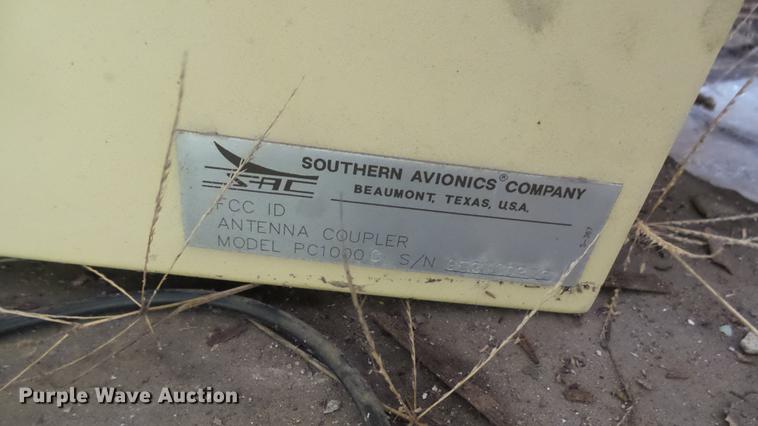 SAC
SOUTHERN AVIONICS® COMPANY
BEAUMONT, TEXAS, U.S.A.
FCC ID
ANTENNA COUPLER
MODEL PC1000C S/N
Purple Wave Auction